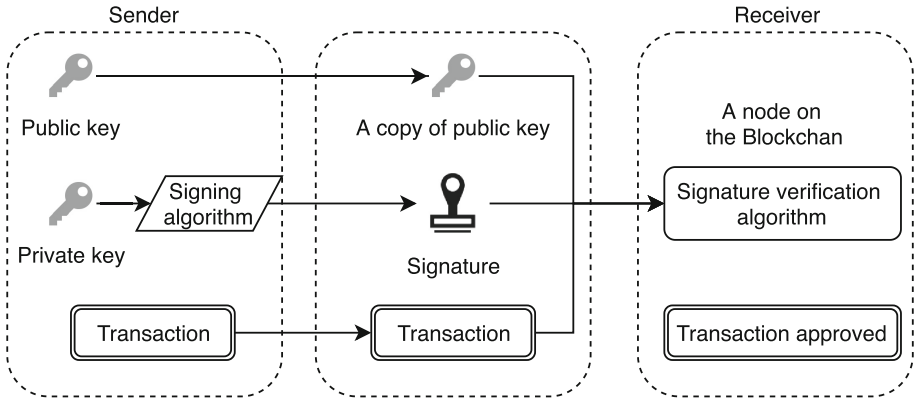 Sender
Receiver
Public key
A copy of public key
A node on
the Blockchan
Signing
algorithm
Signature verification
algorithm
Private key
Signature
Transaction
Transaction
Transaction approved